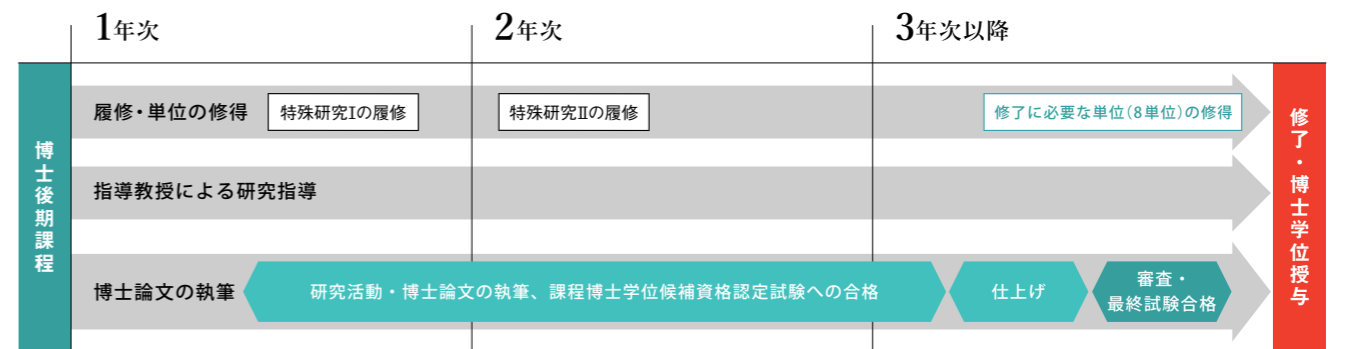 1年次
2年次
3年次以降
博士後期課程
履修・単位の修得
特殊研究Iの履修
特殊研究IIの履修
修了に必要な単位(8単位)の修得
指導教授による研究指導
博士論文の執筆
研究活動・博士論文の執筆、課程博士学位候補資格認定試験への合格
仕上げ
審査・
最終試験合格
修了・博士学位授与